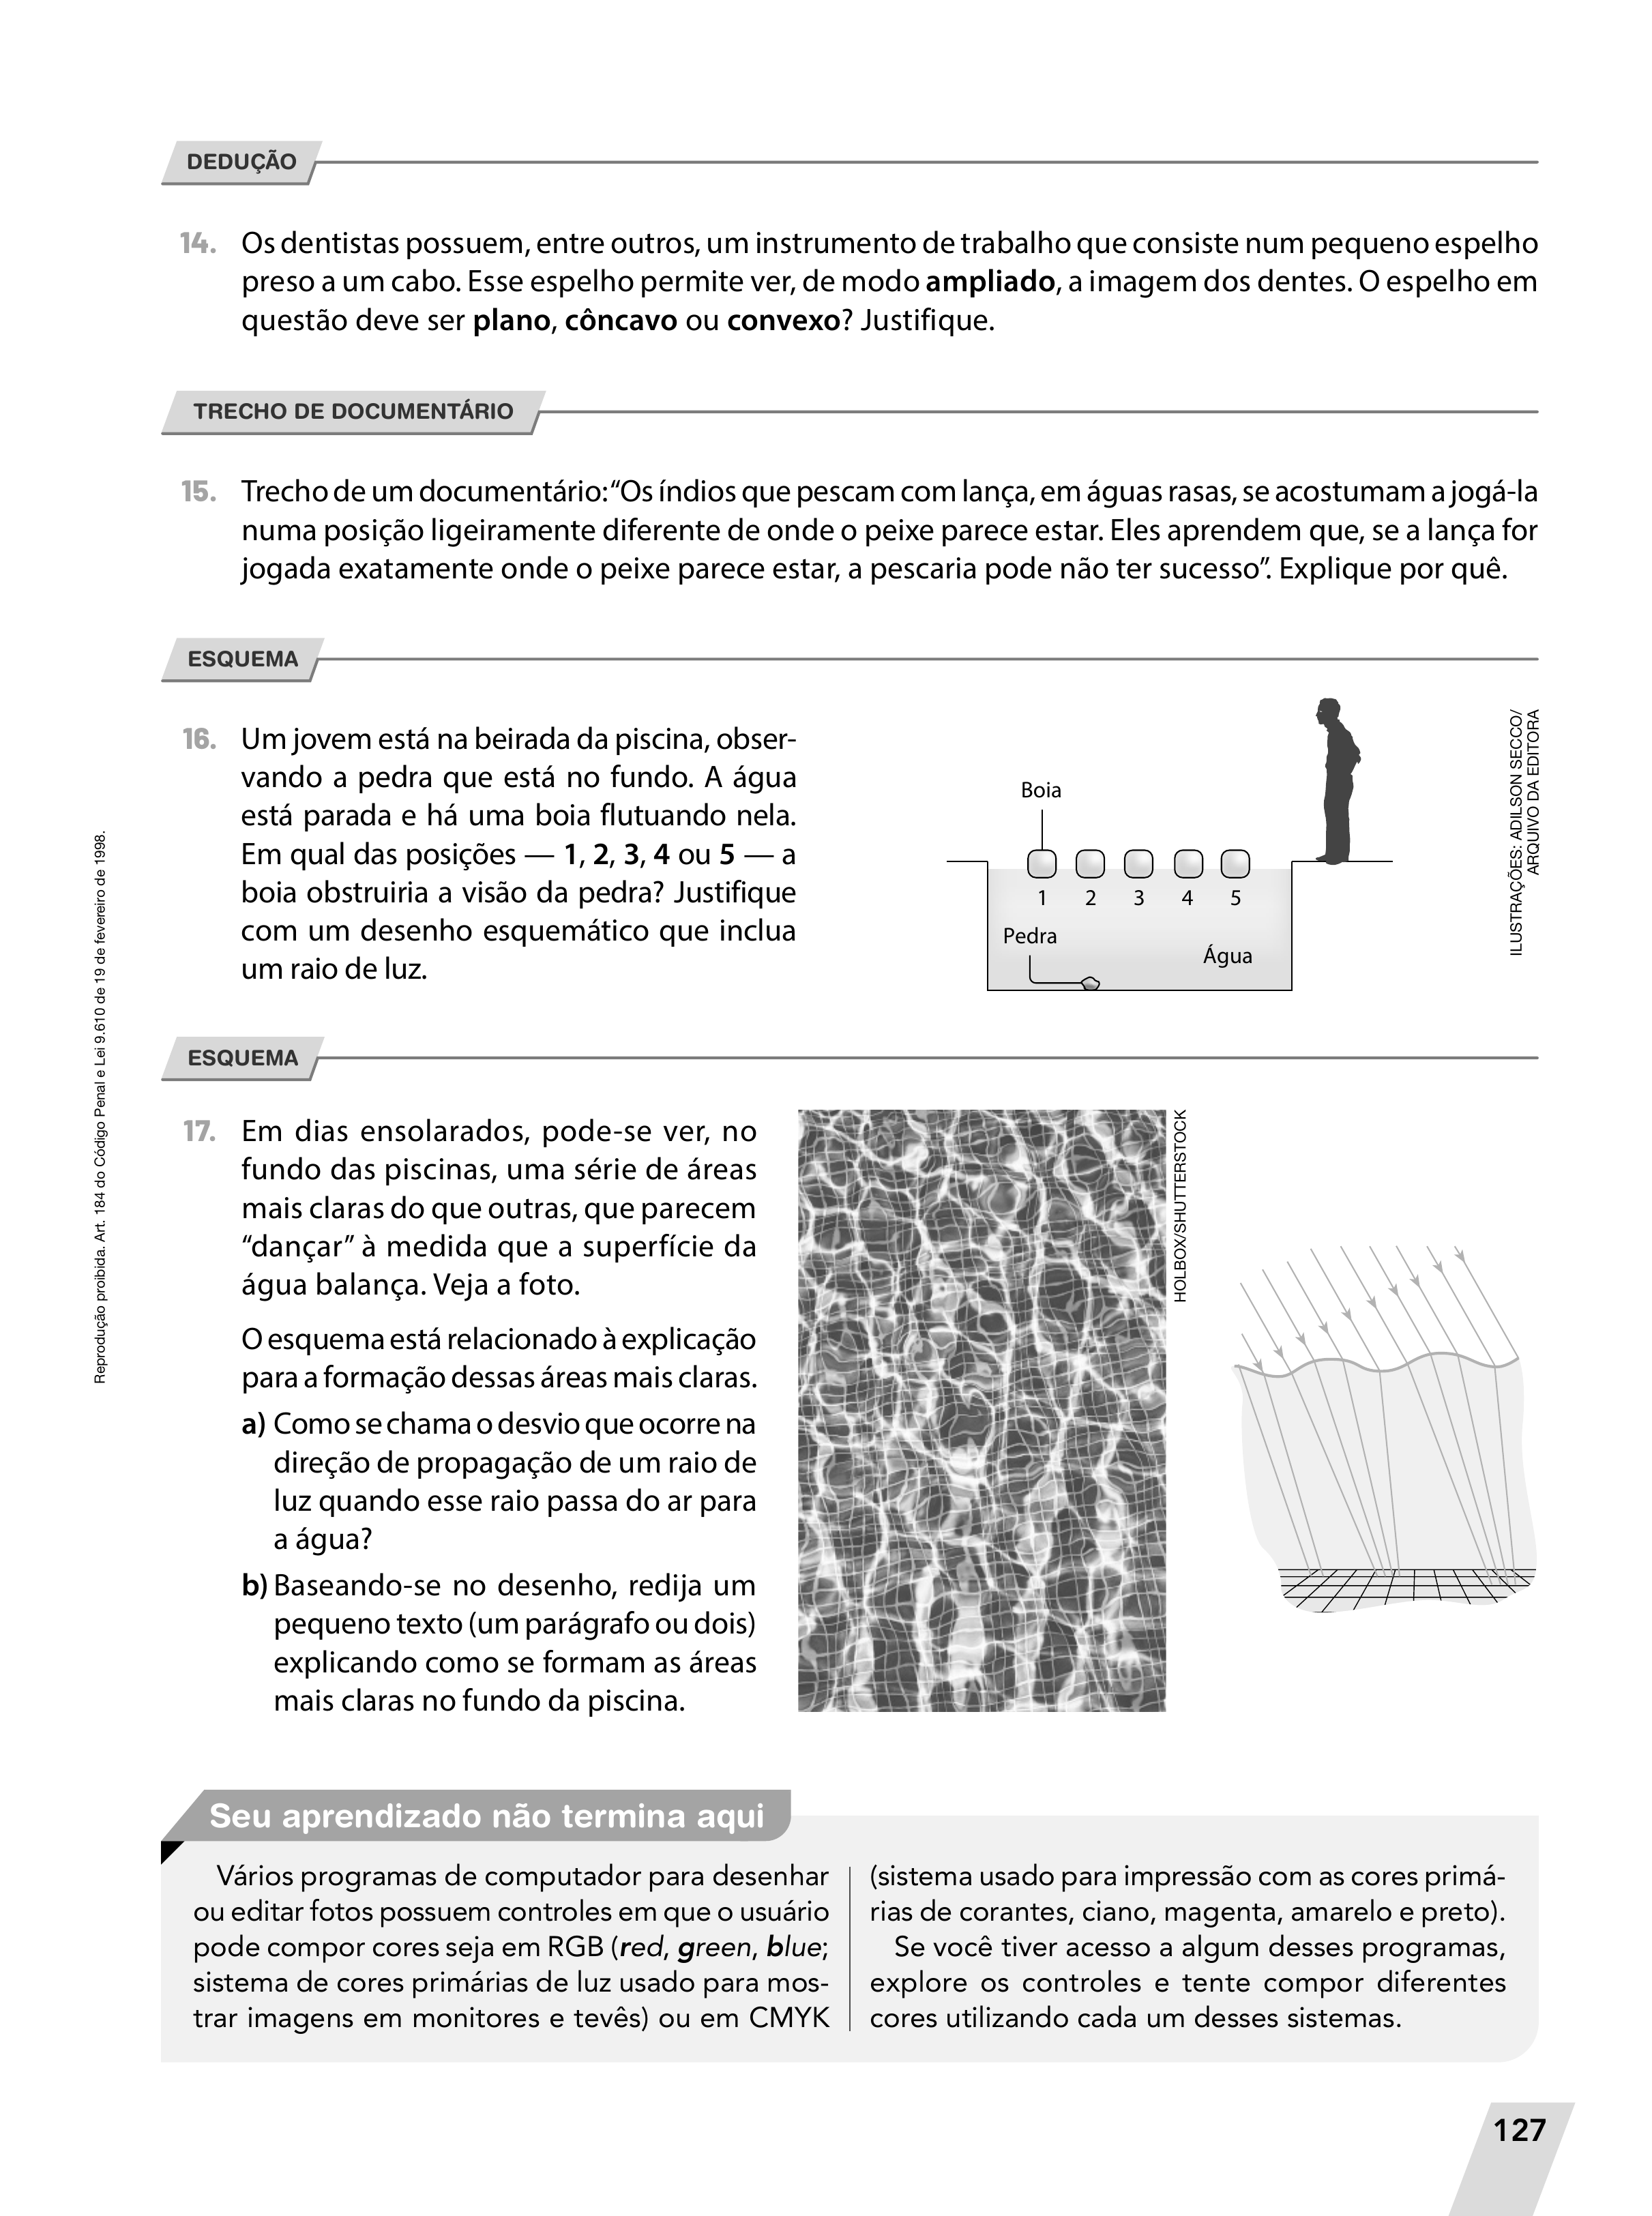 DEDUÇÃO
14. Os dentistas possuem, entre outros, um instrumento de trabalho que consiste num pequeno espelho
preso a um cabo. Esse espelho permite ver, de modo ampliado, a imagem dos dentes. O espelho em
questão deve ser plano, côncavo ou convexo? Justifique.
TRECHO DE DOCUMENTÁRIO
15. Trecho de um documentário: “Os índios que pescam com lança, em águas rasas, se acostumam a jogá-la
numa posição ligeiramente diferente de onde o peixe parece estar. Eles aprendem que, se a lança for
jogada exatamente onde o peixe parece estar, a pescaria pode não ter sucesso”. Explique por quê.
ESQUEMA
16. Um jovem está na beirada da piscina, obser-
vando a pedra que está no fundo. A água
está parada e há uma boia flutuando nela.
Em qual das posições — 1, 2, 3, 4 ou 5 — a
boia obstruiria a visão da pedra? Justifique
com um desenho esquemático que inclua
um raio de luz.
Boia
1 2 3 4 5
Pedra
Água
ILUSTRAÇÕES: ADILSON SECCO/
ARQUIVO DA EDITORA
ESQUEMA
17. Em dias ensolarados, pode-se ver, no
fundo das piscinas, uma série de áreas
mais claras do que outras, que parecem
“dançar” à medida que a superfície da
água balança. Veja a foto.
O esquema está relacionado à explicação
para a formação dessas áreas mais claras.
a) Como se chama o desvio que ocorre na
direção de propagação de um raio de
luz quando esse raio passa do ar para
a água?
b) Baseando-se no desenho, redija um
pequeno texto (um parágrafo ou dois)
explicando como se formam as áreas
mais claras no fundo da piscina.
HOLBOX/SHUTTERSTOCK
Reprodução proibida. Art. 184 do Código Penal e Lei 9.610 de 19 de fevereiro de 1998.
Seu aprendizado não termina aqui
Vários programas de computador para desenhar
ou editar fotos possuem controles em que o usuário
pode compor cores seja em RGB (red, green, blue;
sistema de cores primárias de luz usado para mos-
trar imagens em monitores e tevês) ou em CMYK
(sistema usado para impressão com as cores primá-
rias de corantes, ciano, magenta, amarelo e preto).
Se você tiver acesso a algum desses programas,
explore os controles e tente compor diferentes
cores utilizando cada um desses sistemas.
127